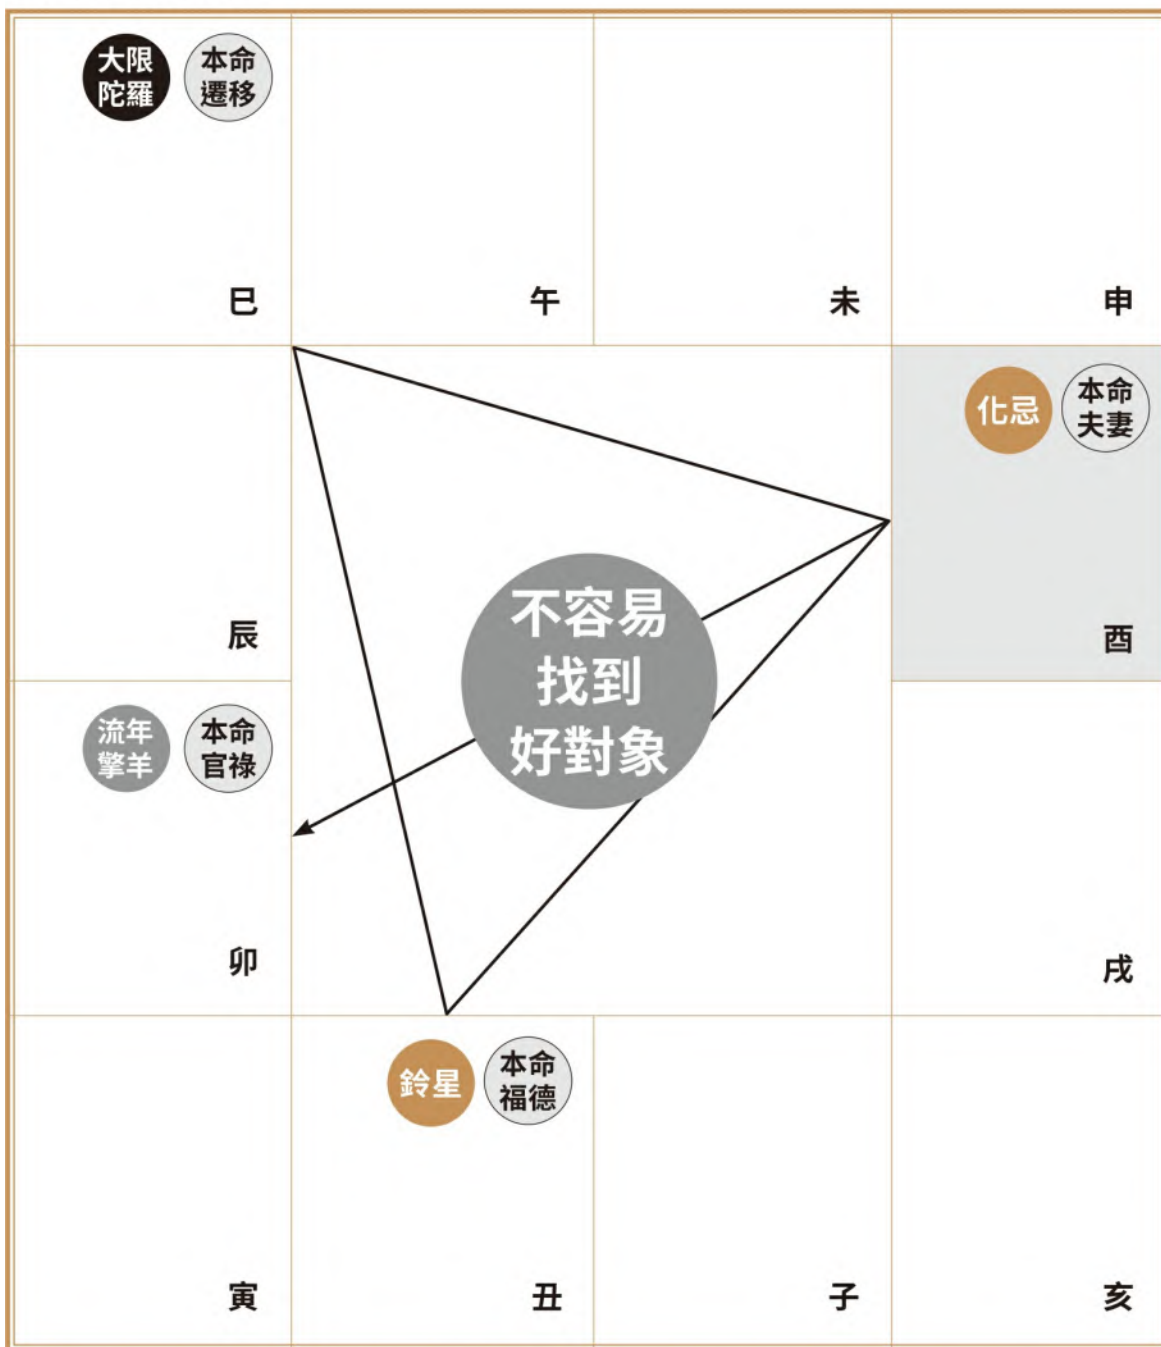 大限
陀羅
本命
遷移
巳
午
未
申
化忌
本命
夫妻
辰
酉
不容易
找到
好對象
流年
擎羊
本命
官祿
卯
戌
鈴星
本命
福德
寅
丑
子
亥